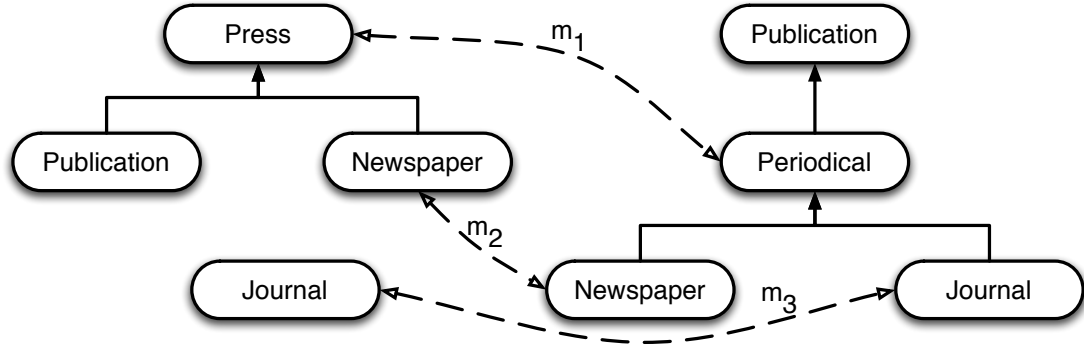 Press
m1
Publication
Publication
Newspaper
Periodical
m2
Journal
Newspaper
m3
Journal